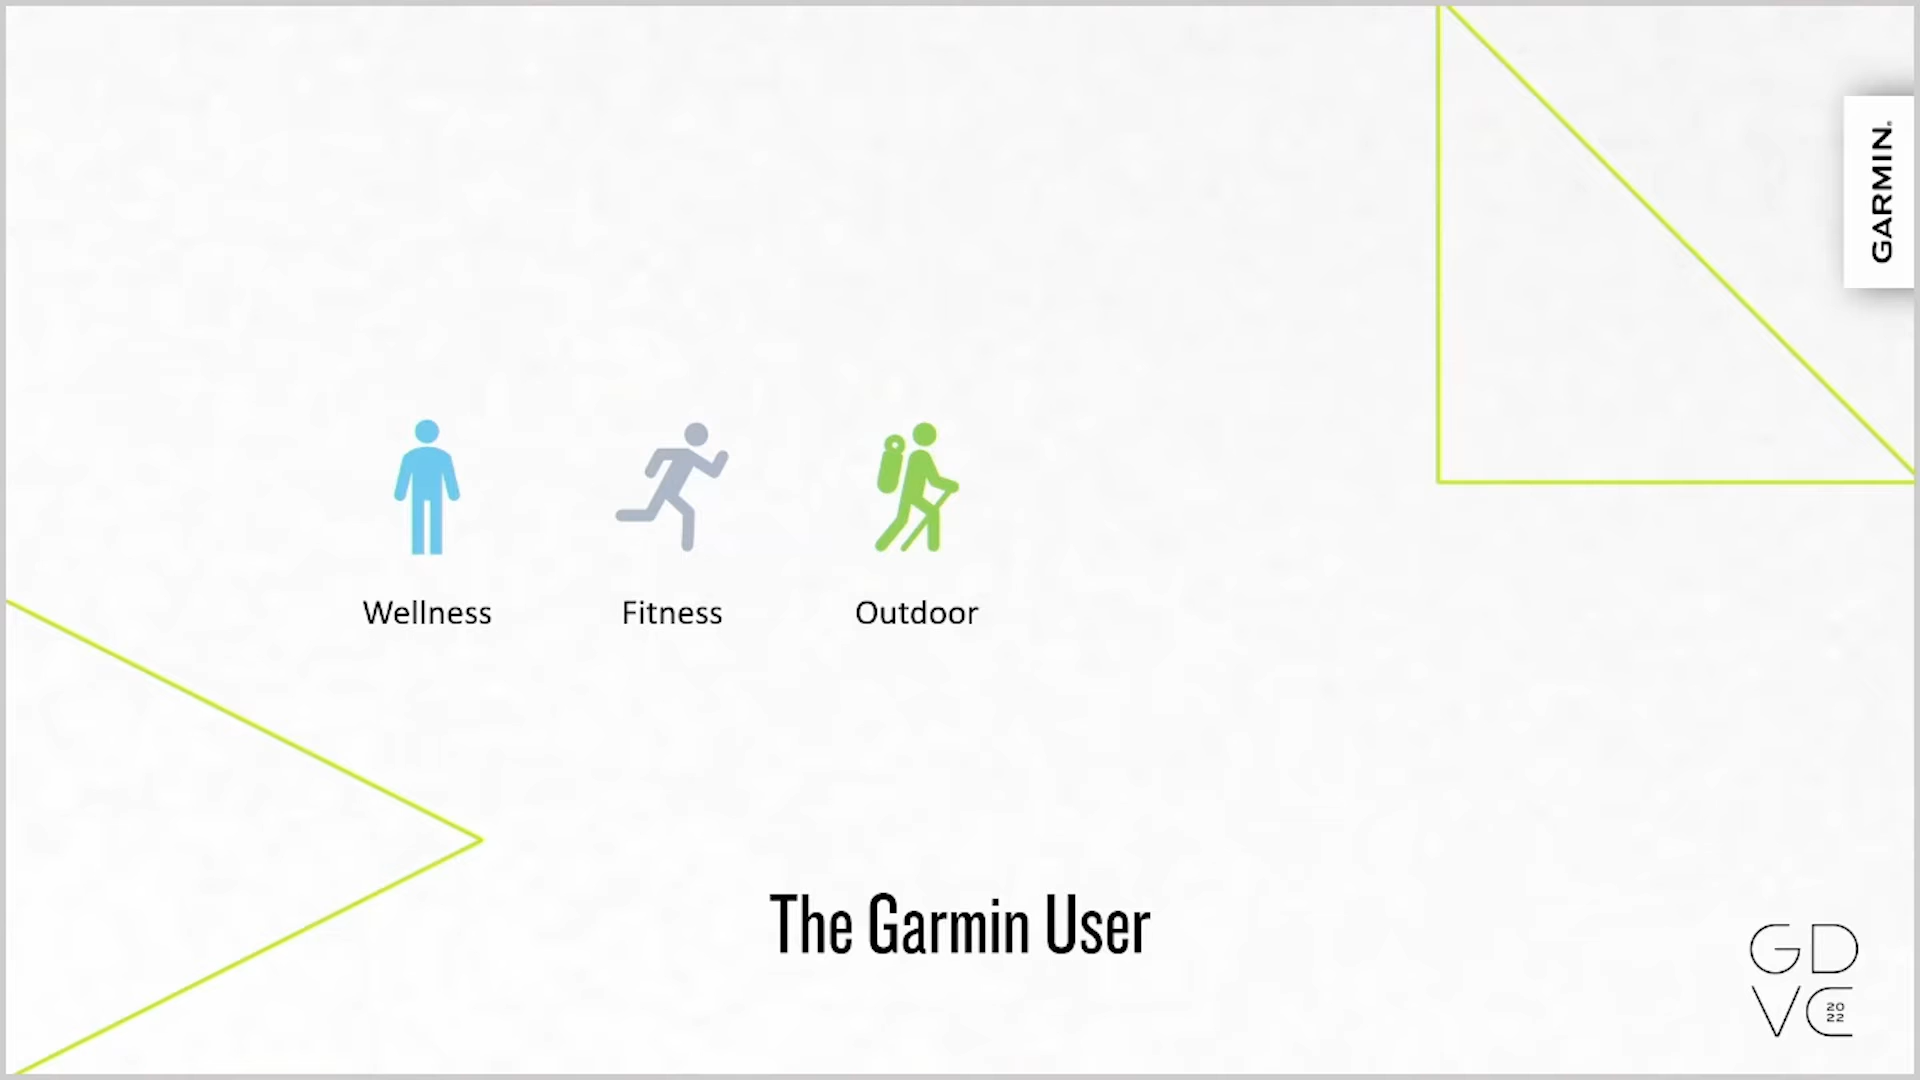 GARMIN®
Wellness Fitness Outdoor
The Garmin User
GD
VC
20
22